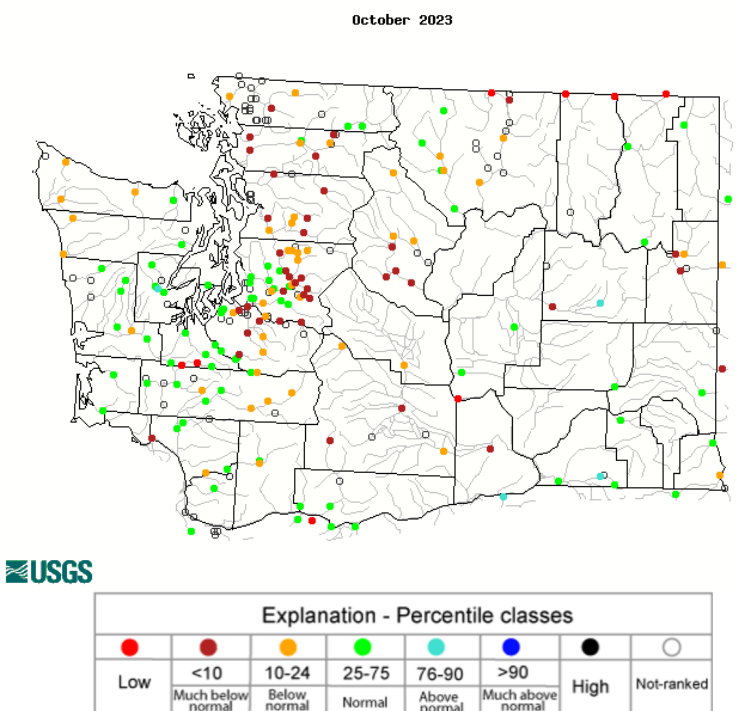 October 2023
USGS
Explanation - Percentile classes
Low <10 10-24 25-75 76-90 >90 High Not-ranked
Much below normal Below normal Normal Above normal Much above normal